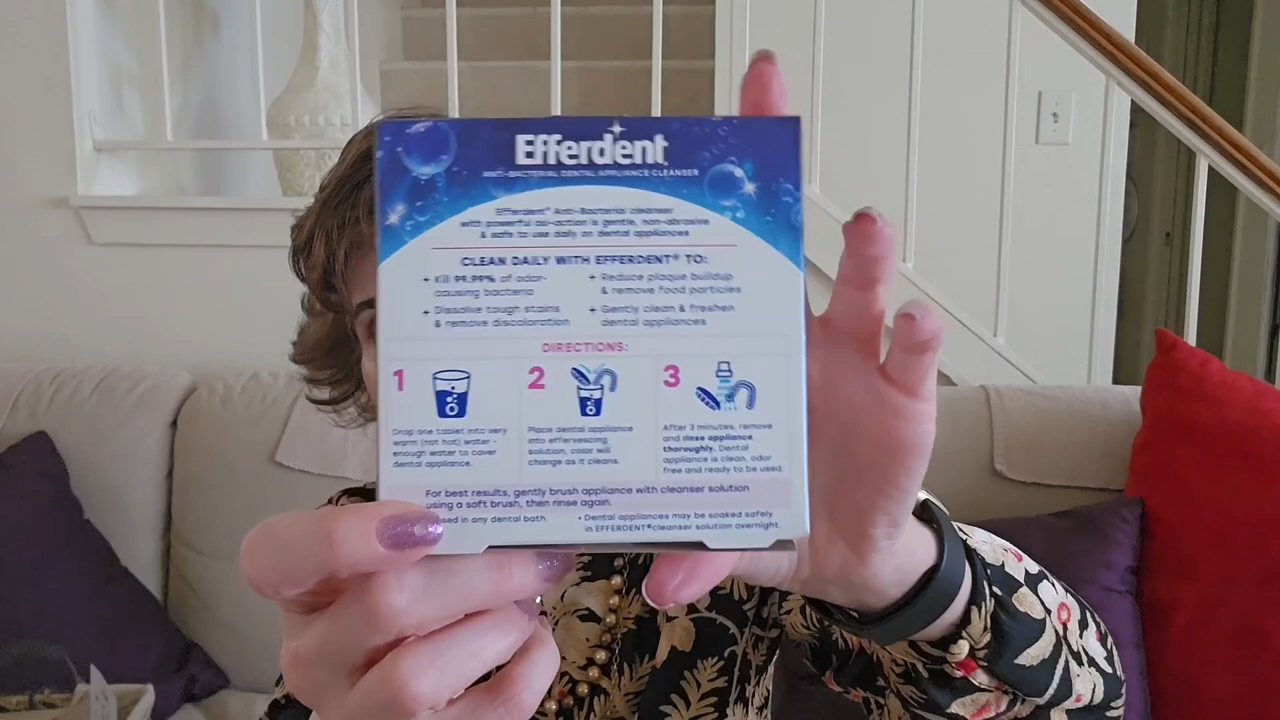 Efferdent
ANTI-BACTERIAL DENTAL APPLIANCE CLEANSER
Efferdent® Anti-Bacterial cleanser
with powerful is gentle, non-abrasive
& safe to use daily on dental appliances
CLEAN DAILY WITH EFFERDENT® TO:
+ Kill 99.99% of odor-
causing bacteria
+ Dissolve tough stains
& remove discoloration
+ Reduce plaque buildup
& remove food particles
+ Gently clean & freshen
dental appliances
DIRECTIONS:
1
Drop one tablet into very
warm (not hot) water -
enough water to cover
dental appliance.
2
Place dental appliance
into effervescing
solution, color will
change as it cleans.
3
After 3 minutes, remove
and rinse appliance
thoroughly. Dental
appliance is clean, odor
free and ready to be used.
For best results, gently brush appliance with cleanser solution
using a soft brush, then rinse again.
sed in any dental bath.
• Dental appliances may be soaked safely
in EFFERDENT® cleanser solution overnight.